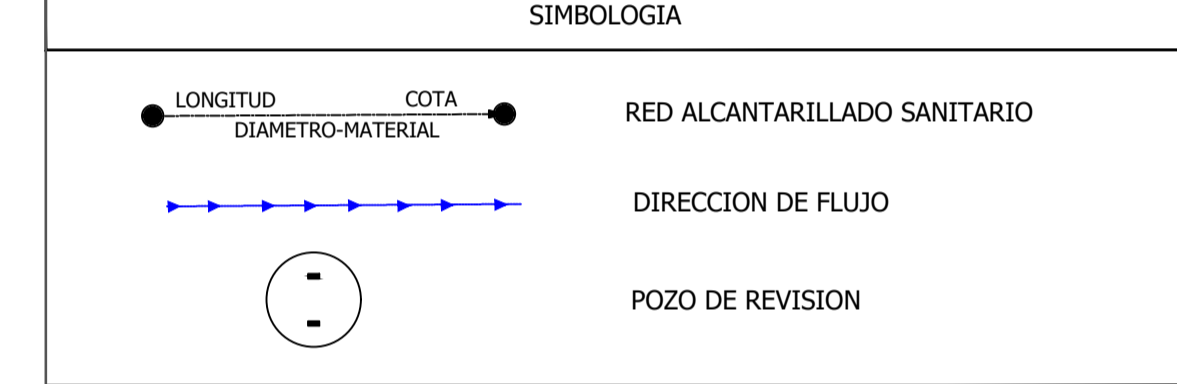 SIMBOLOGIA
LONGITUD COTA
DIAMETRO-MATERIAL
RED ALCANTARILLADO SANITARIO
DIRECCION DE FLUJO
POZO DE REVISION